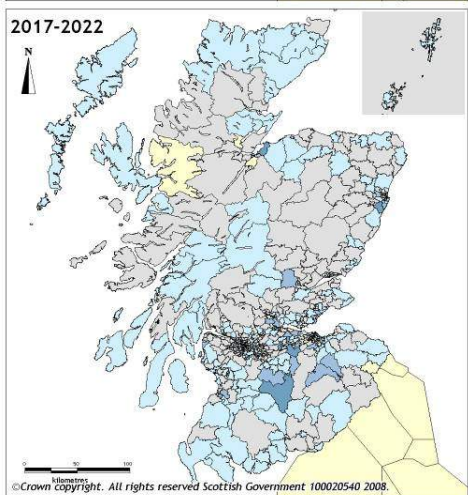 2017-2022
N
0 50 100
kilometres
©Crown copyright. All rights reserved Scottish Government 100020540 2008.